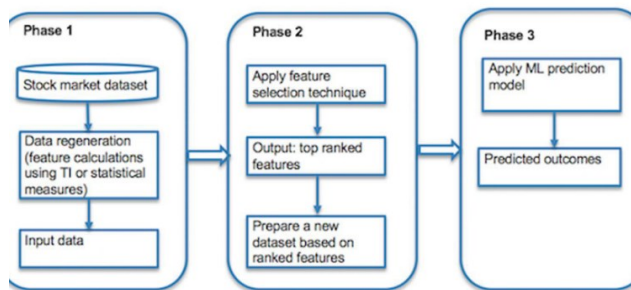 Phase 1
Stock market dataset
Data regeneration
(feature calculations
using TI or statistical
measures)
Input data
Phase 2
Apply feature
selection technique
Output: top ranked
features
Prepare a new
dataset based on
ranked features
Phase 3
Apply ML prediction
model
Predicted outcomes